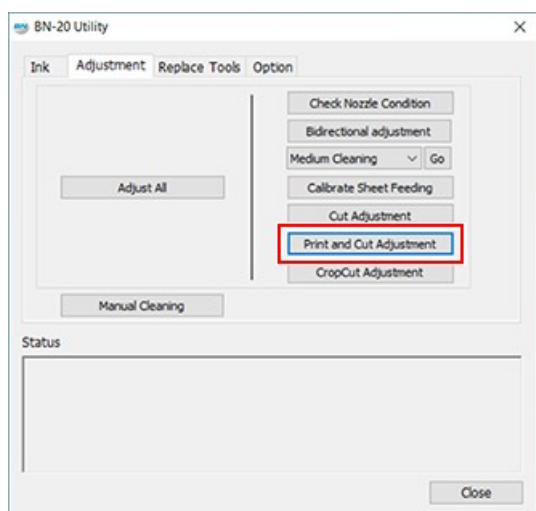 BN-20 Utility
Ink Adjustment Replace Tools Option
Check Nozzle Condition
Bidirectional adjustment
Medium Cleaning Go
Adjust All
Calibrate Sheet Feeding
Cut Adjustment
Print and Cut Adjustment
CropCut Adjustment
Manual Cleaning
Status
Close